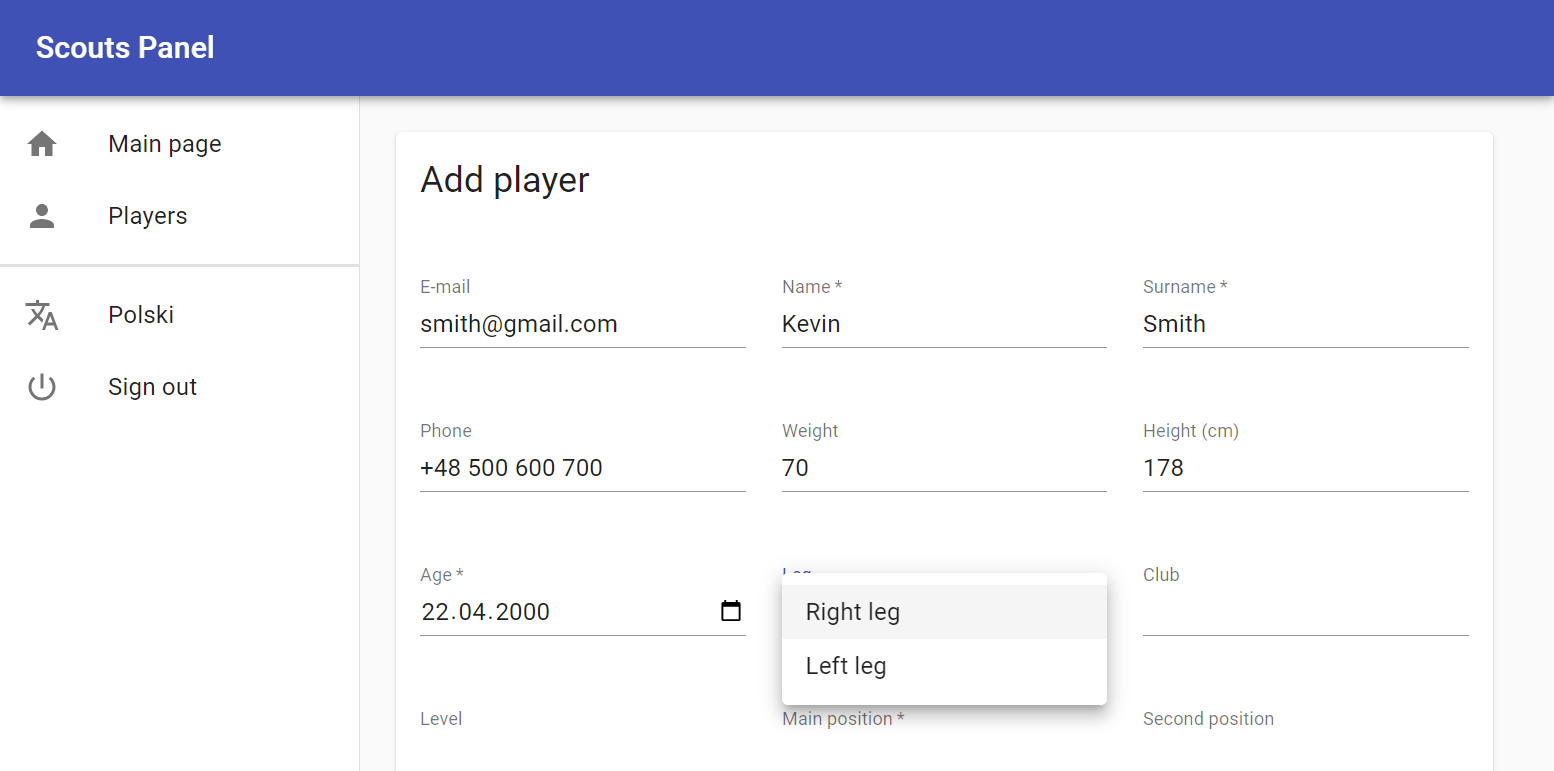 Scouts Panel
Main page
Players
Polski
Sign out
Add player
E-mail
smith@gmail.com
Name *
Kevin
Surname *
Smith
Phone
+48 500 600 700
Weight
70
Height (cm)
178
Age *
22.04.2000
Right leg
Left leg
Club
Level
Main position *
Second position